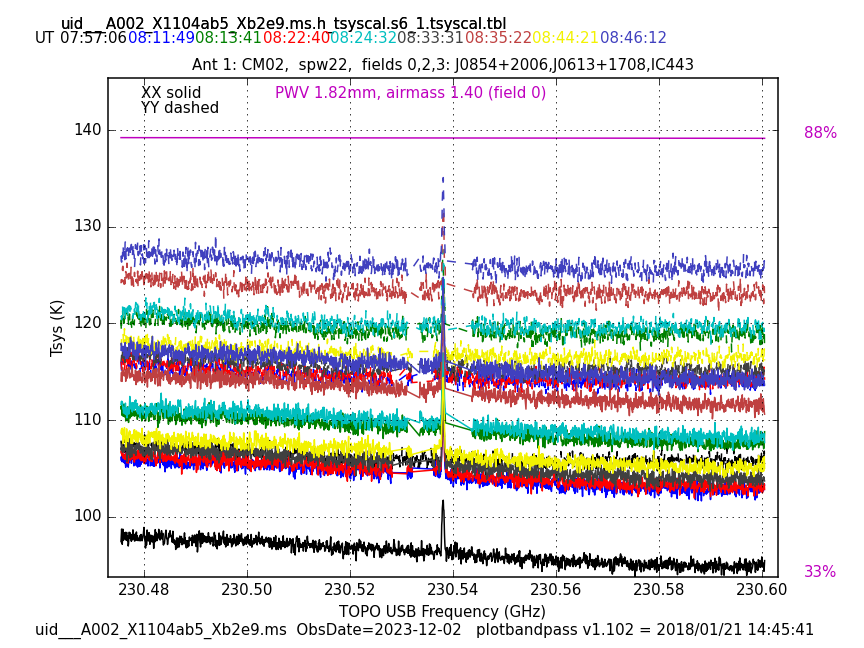 uid___A002_X1104ab5_Xb2e9.ms.h_tsyscal.s6_1.tsyscal.tbl
UT 07:57:06 08:11:49 08:13:41 08:22:40 08:24:32 08:33:31 08:35:22 08:44:21 08:46:12
Ant 1: CM02,  spw22,  fields 0,2,3: J0854+2006,J0613+1708,IC443
XX solid
PWV 1.82mm, airmass 1.40 (field 0)
YY dashed
140
88%
130
120
110
100
33%
Tsys (K)
230.48 230.50 230.52 230.54 230.56 230.58 230.60
TOPO USB Frequency (GHz)
uid___A002_X1104ab5_Xb2e9.ms  ObsDate=2023-12-02   plotbandpass v1.102 = 2018/01/21 14:45:41